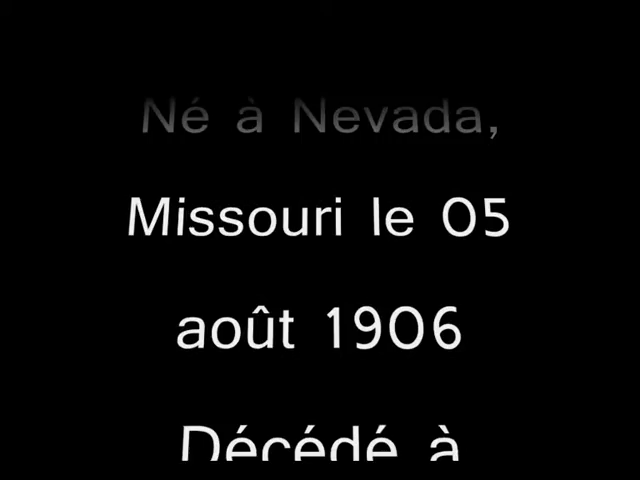 Né à Nevada,
Missouri le 05
août 1906
Décédé à